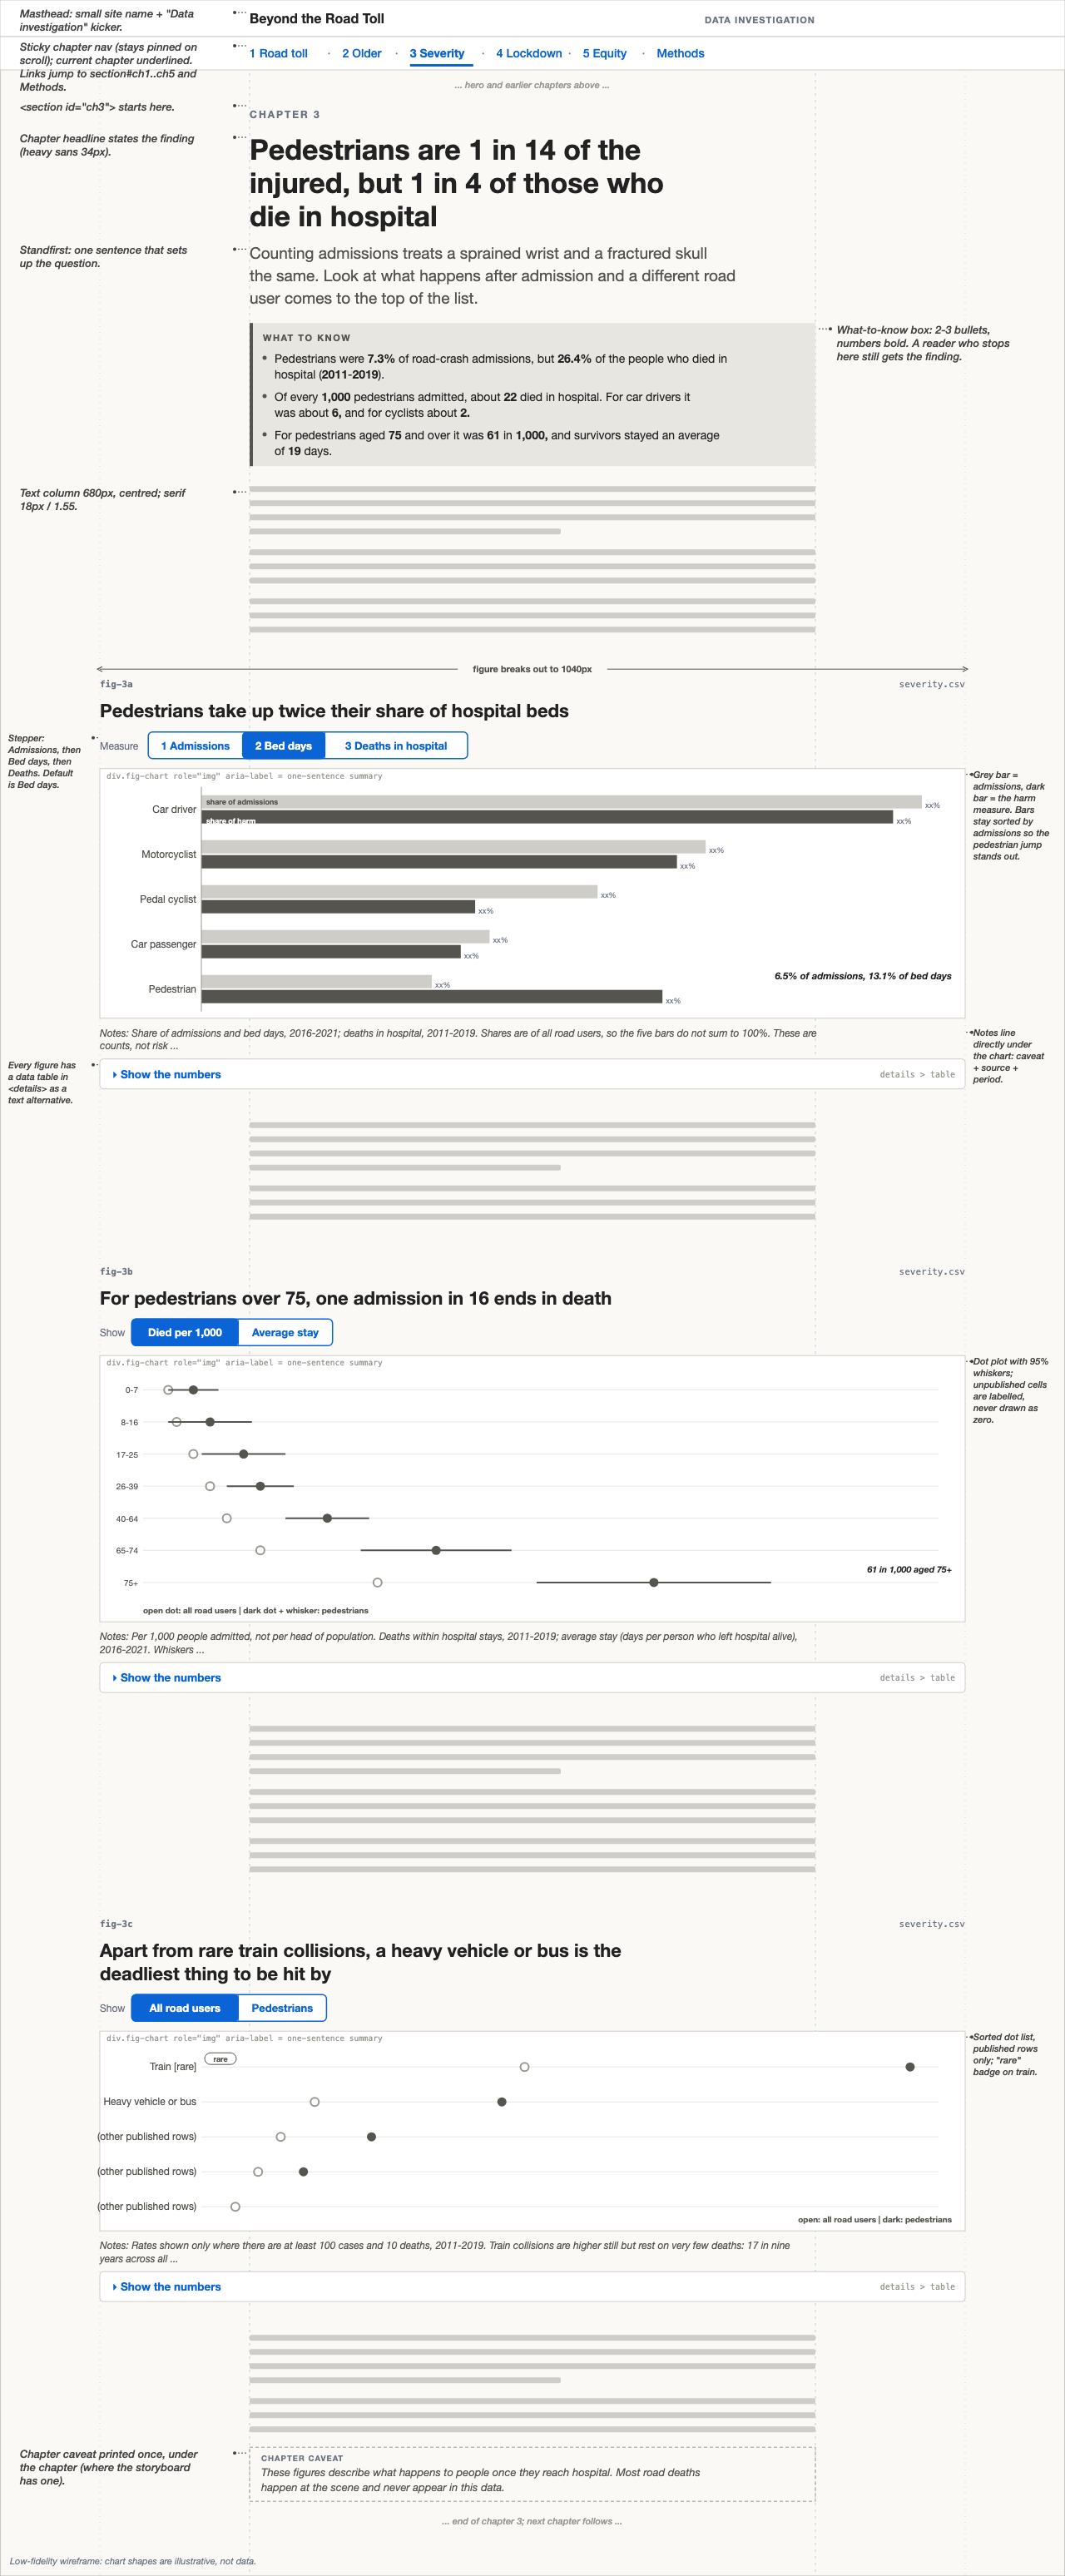 Masthead: small site name + "Data
investigation" kicker.
Beyond the Road Toll
DATA INVESTIGATION
Sticky chapter nav (stays pinned on
scroll); current chapter underlined.
Links jump to section#ch1..ch5 and
Methods.
1 Road toll · 2 Older · 3 Severity · 4 Lockdown · 5 Equity · Methods
... hero and earlier chapters above ...
<section id="ch3"> starts here.
CHAPTER 3
Chapter headline states the finding
(heavy sans 34px).
Pedestrians are 1 in 14 of the
injured, but 1 in 4 of those who
die in hospital
Standfirst: one sentence that sets
up the question.
Counting admissions treats a sprained wrist and a fractured skull
the same. Look at what happens after admission and a different road
user comes to the top of the list.
WHAT TO KNOW
• Pedestrians were 7.3% of road-crash admissions, but 26.4% of the people who died in
hospital (2011-2019).
• Of every 1,000 pedestrians admitted, about 22 died in hospital. For car drivers it
was about 6, and for cyclists about 2.
• For pedestrians aged 75 and over it was 61 in 1,000, and survivors stayed an average
of 19 days.
What-to-know box: 2-3 bullets,
numbers bold. A reader who stops
here still gets the finding.
Text column 680px, centred; serif
18px / 1.55.
figure breaks out to 1040px
fig-3a
severity.csv
Pedestrians take up twice their share of hospital beds
Stepper:
Admissions, then
Bed days, then
Deaths. Default
is Bed days.
Measure
1 Admissions
2 Bed days
3 Deaths in hospital
div.fig-chart role="img" aria-label = one-sentence summary
Car driver
share of admissions
xx%
share of harm
xx%
Motorcyclist
xx%
xx%
Pedal cyclist
xx%
xx%
Car passenger
xx%
xx%
Pedestrian
xx%
xx%
6.5% of admissions, 13.1% of bed days
Grey bar =
admissions, dark
bar = the harm
measure. Bars
stay sorted by
admissions so the
pedestrian jump
stands out.
Notes: Share of admissions and bed days, 2016-2021; deaths in hospital, 2011-2019. Shares are of all road users, so the five bars do not sum to 100%. These are
counts, not risk ...
Notes line
directly under
the chart: caveat
+ source +
period.
Every figure has
a data table in
<details> as a
text alternative.
Show the numbers
details > table
fig-3b
severity.csv
For pedestrians over 75, one admission in 16 ends in death
Show
Died per 1,000
Average stay
div.fig-chart role="img" aria-label = one-sentence summary
0-7
8-16
17-25
26-39
40-64
65-74
75+
61 in 1,000 aged 75+
open dot: all road users | dark dot + whisker: pedestrians
Dot plot with 95%
whiskers;
unpublished cells
are labelled,
never drawn as
zero.
Notes: Per 1,000 people admitted, not per head of population. Deaths within hospital stays, 2011-2019; average stay (days per person who left hospital alive),
2016-2021. Whiskers ...
Show the numbers
details > table
fig-3c
severity.csv
Apart from rare train collisions, a heavy vehicle or bus is the
deadliest thing to be hit by
Show
All road users
Pedestrians
div.fig-chart role="img" aria-label = one-sentence summary
Train [rare]
rare
Heavy vehicle or bus
(other published rows)
(other published rows)
(other published rows)
open: all road users | dark: pedestrians
Sorted dot list,
published rows
only; "rare"
badge on train.
Notes: Rates shown only where there are at least 100 cases and 10 deaths, 2011-2019. Train collisions are higher still but rest on very few deaths: 17 in nine
years across all ...
Show the numbers
details > table
Chapter caveat printed once, under
the chapter (where the storyboard
has one).
CHAPTER CAVEAT
These figures describe what happens to people once they reach hospital. Most road deaths
happen at the scene and never appear in this data.
... end of chapter 3; next chapter follows ...
Low-fidelity wireframe: chart shapes are illustrative, not data.